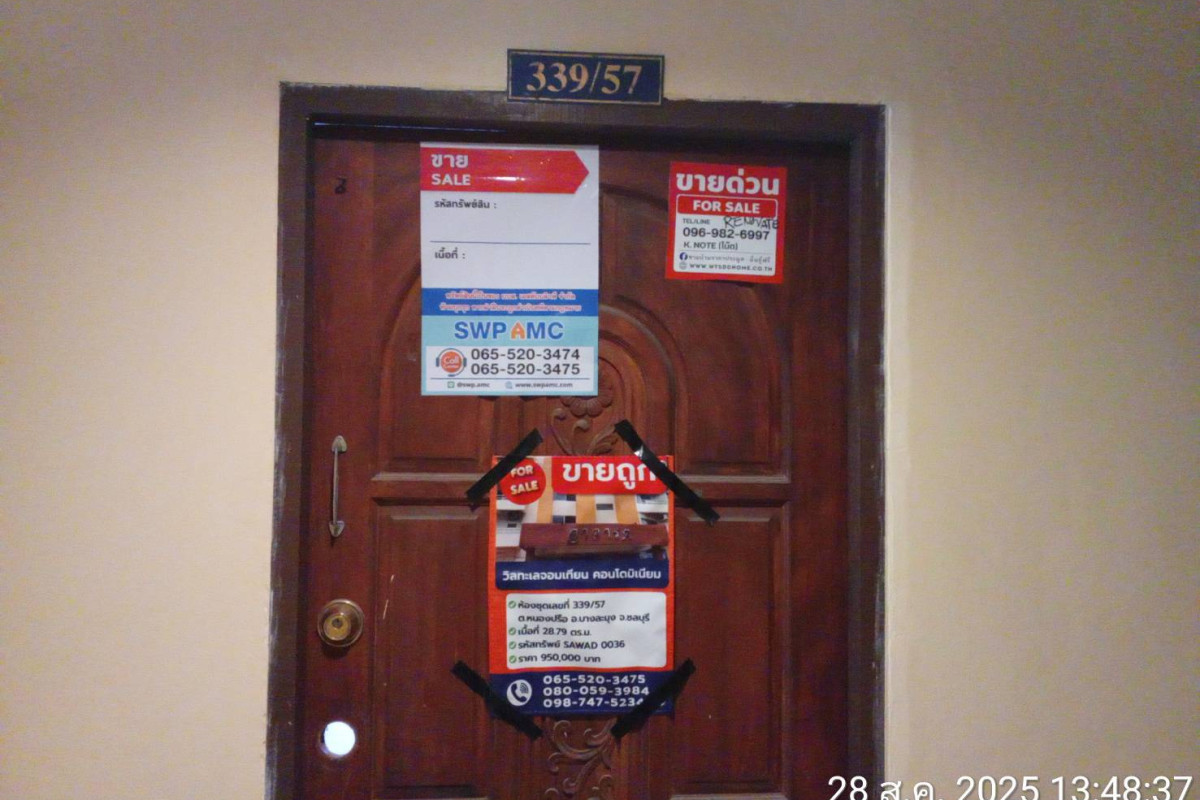 339/57
ขาย
SALE
รหัสทรัพย์สิน :
เนื้อที่ :
SWP AMC
Call
065-520-3474
065-520-3475
@swp.amc
www.swpamc.com
ขายด่วน
FOR SALE
TEL/LINE RENOVATE
096-982-6997
K. NOTE (โน๊ต)
FOR
SALE
ขายถูก
วิสทะเลจอมเทียน คอนโดมิเนียม
ห้องชุดเลขที่ 339/57
ต.หนองปรือ อ.บางละมุง จ.ชลบุรี
เนื้อที่ 28.79 ตร.ม.
รหัสทรัพย์ SAWAD 0036
ราคา 950,000 บาท
065-520-3475
080-059-3984
098-747-523
28 ส.ค. 2025 13:48:37